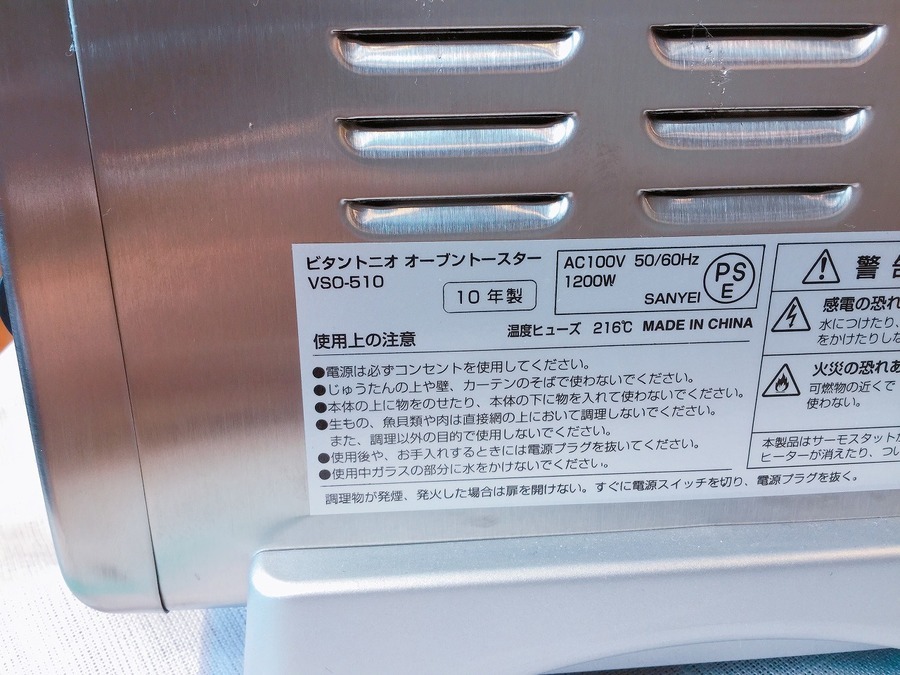 ビタントニオ オーブントースター
VSO-510
10 年製
AC100V 50/60Hz
1200W
SANYEI
PS
E
温度ヒューズ 216℃ MADE IN CHINA
使用上の注意
●電源は必ずコンセントを使用してください。
●じゅうたんの上や壁、カーテンのそばで使わないでください。
●本体の上に物をのせたり、本体の下に物を入れて使わないでください。
●生もの、魚貝類や肉は直接網の上において調理しないでください。
また、調理以外の目的で使用しないでください。
●使用後や、お手入れするときには電源プラグを抜いてください。
●使用中ガラスの部分に水をかけないでください。
調理物が発煙、発火した場合は扉を開けない。すぐに電源スイッチを切り、電源プラグを抜く。
警告
感電の恐れ
水につけたり、
をかけたりしな
火災の恐れあ
可燃物の近くで
使わない。
本製品はサーモスタットが
ヒーターが消えたり、つい